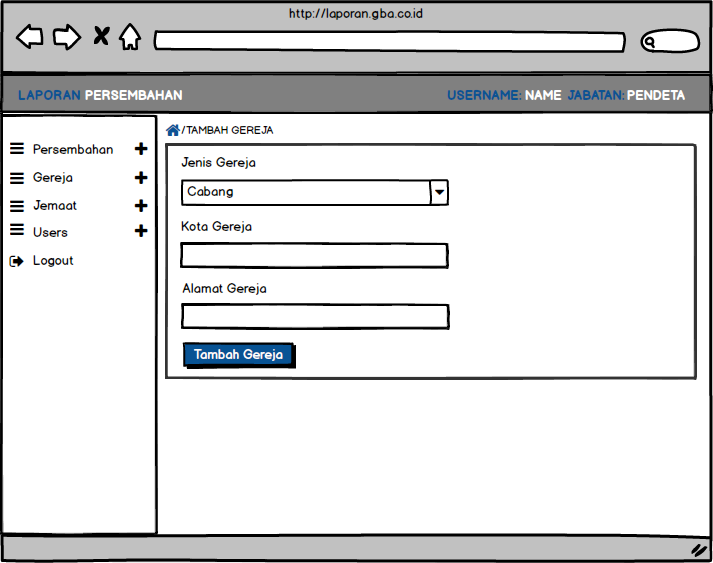 http://laporan.gba.co.id
LAPORAN PERSEMBAHAN
USERNAME: NAME JABATAN: PENDETA
/TAMBAH GEREJA
Persembahan
Gereja
Jemaat
Users
Logout
Jenis Gereja
Cabang
Kota Gereja
Alamat Gereja
Tambah Gereja